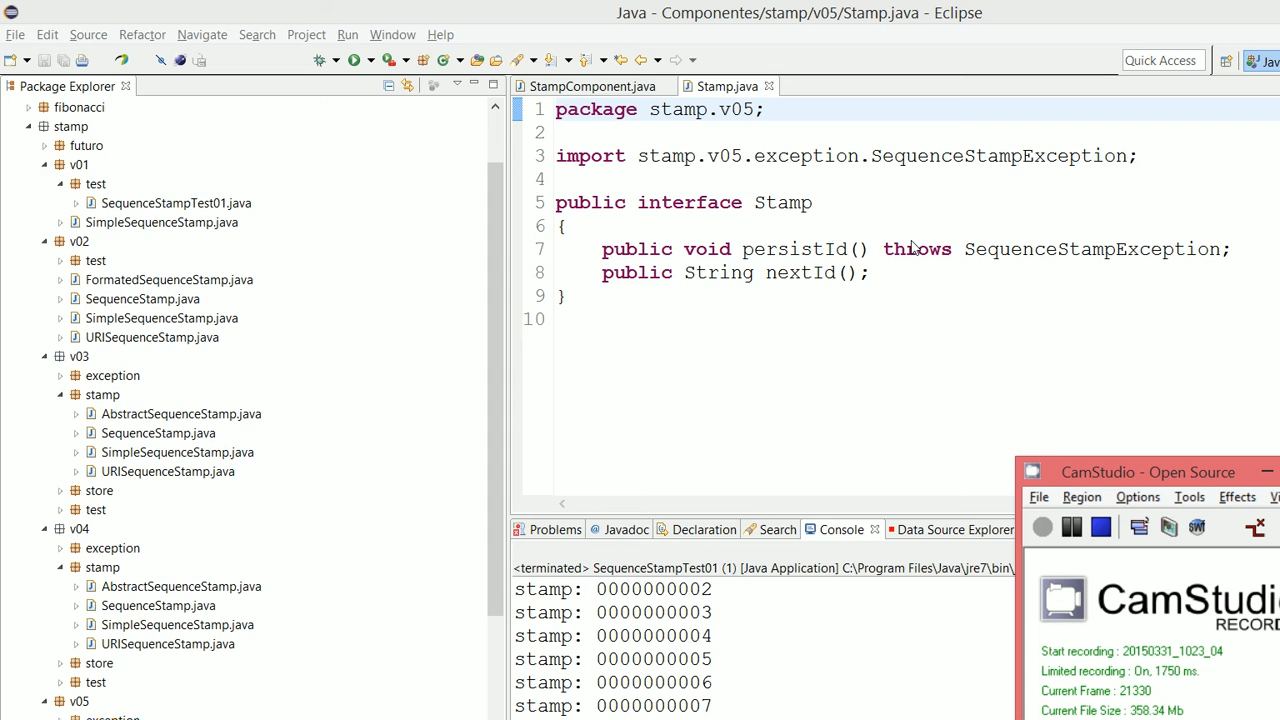 Java - Componentes/stamp/v05/Stamp.java - Eclipse
File Edit Source Refactor Navigate Search Project Run Window Help
Quick Access
Jav
Package Explorer
fibonacci
stamp
futuro
v01
test
SequenceStampTest01.java
SimpleSequenceStamp.java
v02
test
FormatedSequenceStamp.java
SequenceStamp.java
SimpleSequenceStamp.java
URISequenceStamp.java
v03
exception
stamp
AbstractSequenceStamp.java
SequenceStamp.java
SimpleSequenceStamp.java
URISequenceStamp.java
store
test
v04
exception
stamp
AbstractSequenceStamp.java
SequenceStamp.java
SimpleSequenceStamp.java
URISequenceStamp.java
store
test
v05
exception
StampComponent.java Stamp.java
1 package stamp.v05;
2
3 import stamp.v05.exception.SequenceStampException;
4
5 public interface Stamp
6 {
7 public void persistId() throws SequenceStampException;
8 public String nextId();
9 }
10
Problems @ Javadoc Declaration Search Console Data Source Explorer
<terminated> SequenceStampTest01 (1) [Java Application] C:\Program Files\Java\jre7\bin\
stamp: 0000000002
stamp: 0000000003
stamp: 0000000004
stamp: 0000000005
stamp: 0000000006
stamp: 0000000007
CamStudio - Open Source
File Region Options Tools Effects Vi
SWF
CamStudio
RECORD
Start recording : 20150331_1023_04
Limited recording : On, 1750 ms.
Current Frame : 21330
Current File Size : 358.34 Mb